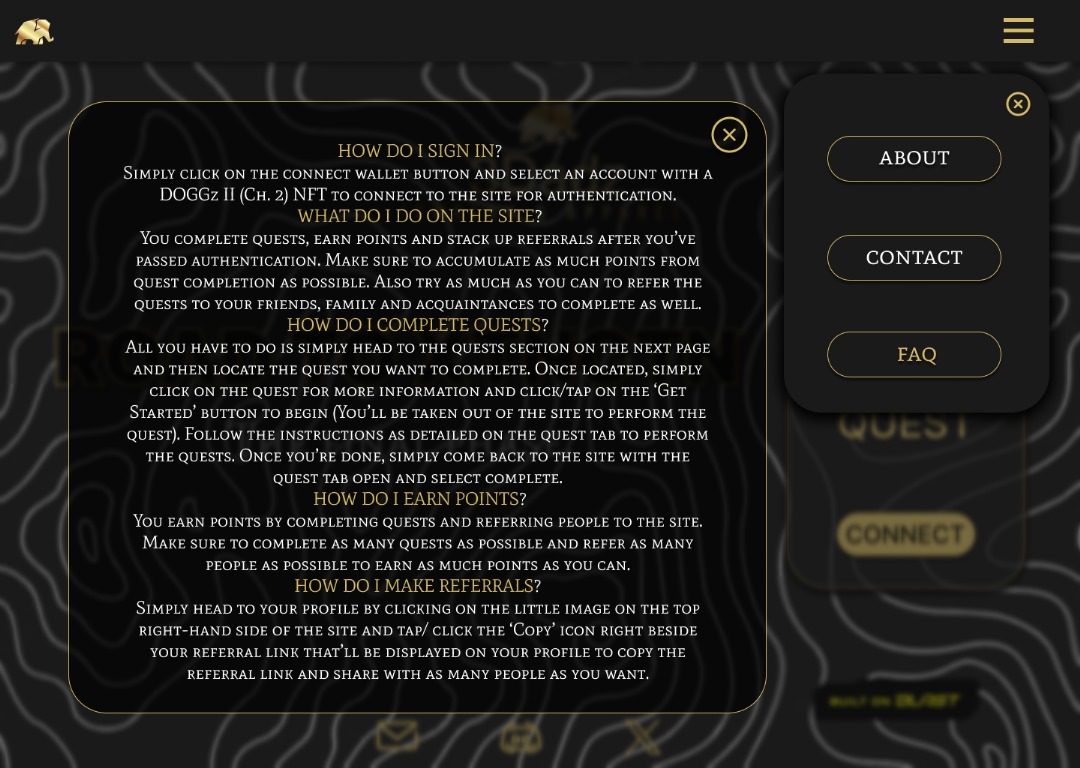 HOW DO I SIGN IN?
Simply click on the connect wallet button and select an account with a
DOGGz II (Ch. 2) NFT to connect to the site for authentication.
WHAT DO I DO ON THE SITE?
You complete quests, earn points and stack up referrals after you've
passed authentication. Make sure to accumulate as much points from
quest completion as possible. Also try as much as you can to refer the
quests to your friends, family and acquaintances to complete as well.
HOW DO I COMPLETE QUESTS?
All you have to do is simply head to the quests section on the next page
and then locate the quest you want to complete. Once located, simply
click on the quest for more information and click/tap on the ‘Get
Started’ button to begin (You'll be taken out of the site to perform the
quest). Follow the instructions as detailed on the quest tab to perform
the quests. Once you're done, simply come back to the site with the
quest tab open and select complete.
HOW DO I EARN POINTS?
You earn points by completing quests and referring people to the site.
Make sure to complete as many quests as possible and refer as many
people as possible to earn as much points as you can.
HOW DO I MAKE REFERRALS?
Simply head to your profile by clicking on the little image on the top
right-hand side of the site and tap/ click the ‘Copy’ icon right beside
your referral link that'll be displayed on your profile to copy the
referral link and share with as many people as you want.
ABOUT
CONTACT
FAQ
QUEST
CONNECT
BUILT ON BLAST